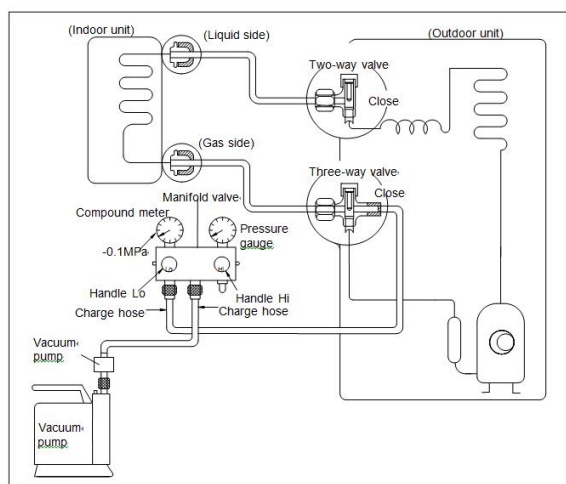 (Indoor unit)
(Liquid side)
(Outdoor unit)
Two-way valve
Close
(Gas side)
Three-way valve
Close
Manifold valve
Compound meter
Pressure
gauge
-0.1MPa
Lo
Hi
Handle Lo
Handle Hi
Charge hose
Charge hose
Vacuum
pump
Vacuum
pump